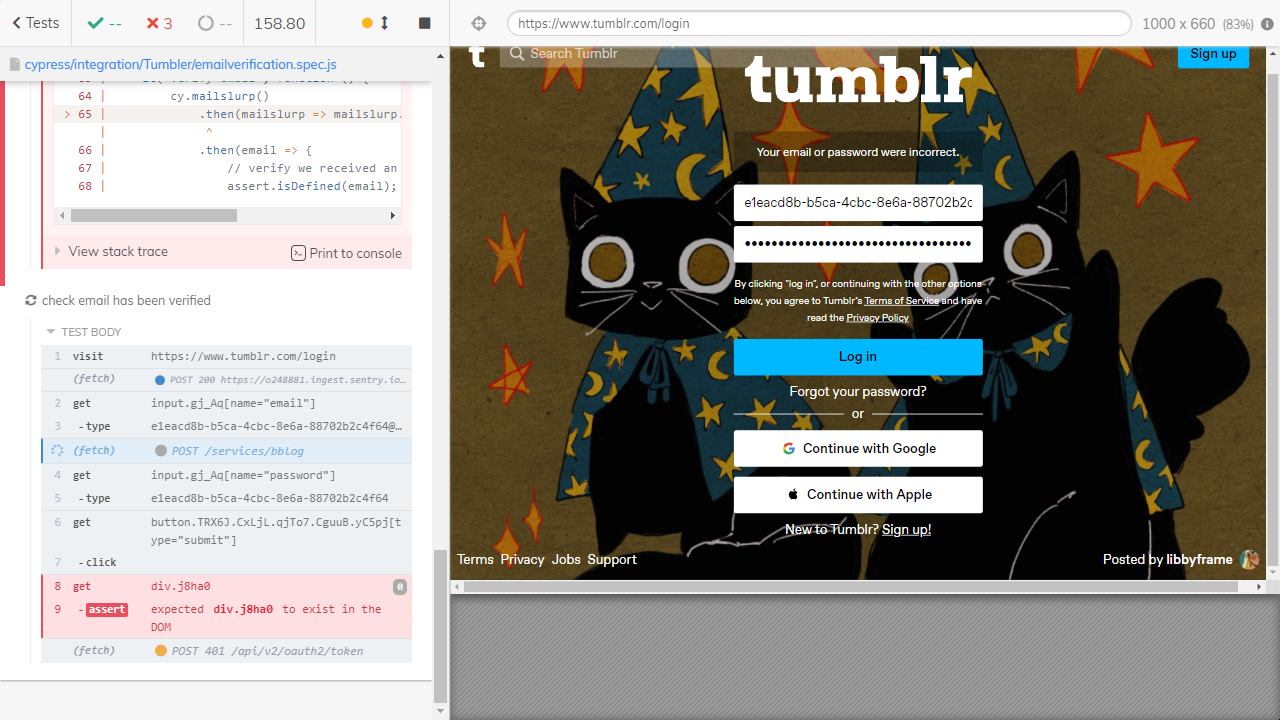 Tests
--
3
--
158.80
https://www.tumblr.com/login
1000 x 660 (83%)
cypress/integration/Tumbler/emailverification.spec.js
64 | cy.mailslurp()
> 65 | .then(mailslurp => mailslurp.
| ^
66 | .then(email => {
67 | // verify we received an
68 | assert.isDefined(email);
View stack trace
Print to console
check email has been verified
TEST BODY
1 visit https://www.tumblr.com/login
(fetch) POST 200 https://o248881.ingest.sentry.io...
2 get input.gj_Aq[name="email"]
3 -type e1eacd8b-b5ca-4cbc-8e6a-88702b2c4f64@...
(fetch) POST /services/bblog
4 get input.gj_Aq[name="password"]
5 -type e1eacd8b-b5ca-4cbc-8e6a-88702b2c4f64
6 get button.TRX6J.CxLjL.qjTo7.CguuB.yC5pj[t
ype="submit"]
7 -click
8 get div.j8ha0 0
9 -assert expected div.j8ha0 to exist in the
DOM
(fetch) POST 401 /api/v2/oauth2/token
t
Search Tumblr
Sign up
tumblr
Your email or password were incorrect.
e1eacd8b-b5ca-4cbc-8e6a-88702b2c
By clicking "log in", or continuing with the other options
below, you agree to Tumblr's Terms of Service and have
read the Privacy Policy
Log in
Forgot your password?
or
Continue with Google
Continue with Apple
New to Tumblr? Sign up!
Terms Privacy Jobs Support
Posted by libbyframe